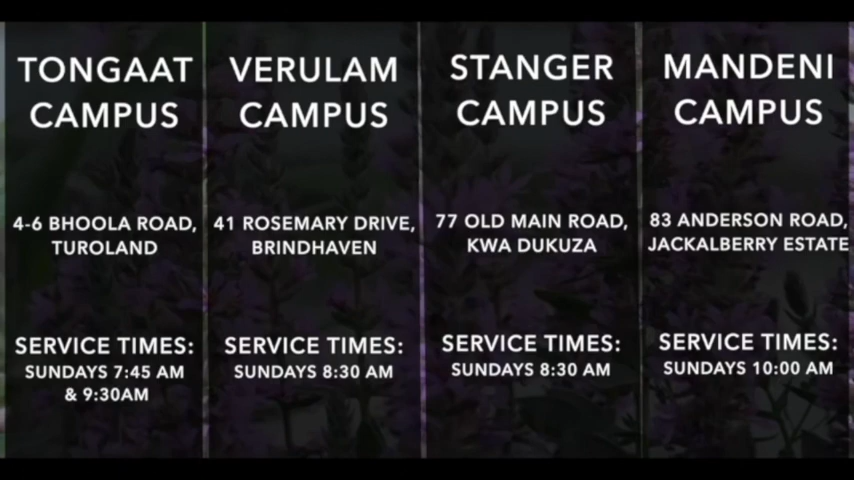 TONGAAT
CAMPUS
4-6 BHOOLA ROAD,
TUROLAND
SERVICE TIMES:
SUNDAYS 7:45 AM
& 9:30AM
VERULAM
CAMPUS
41 ROSEMARY DRIVE,
BRINDHAVEN
SERVICE TIMES:
SUNDAYS 8:30 AM
STANGER
CAMPUS
77 OLD MAIN ROAD,
KWA DUKUZA
SERVICE TIMES:
SUNDAYS 8:30 AM
MANDENI
CAMPUS
83 ANDERSON ROAD,
JACKALBERRY ESTATE
SERVICE TIMES:
SUNDAYS 10:00 AM